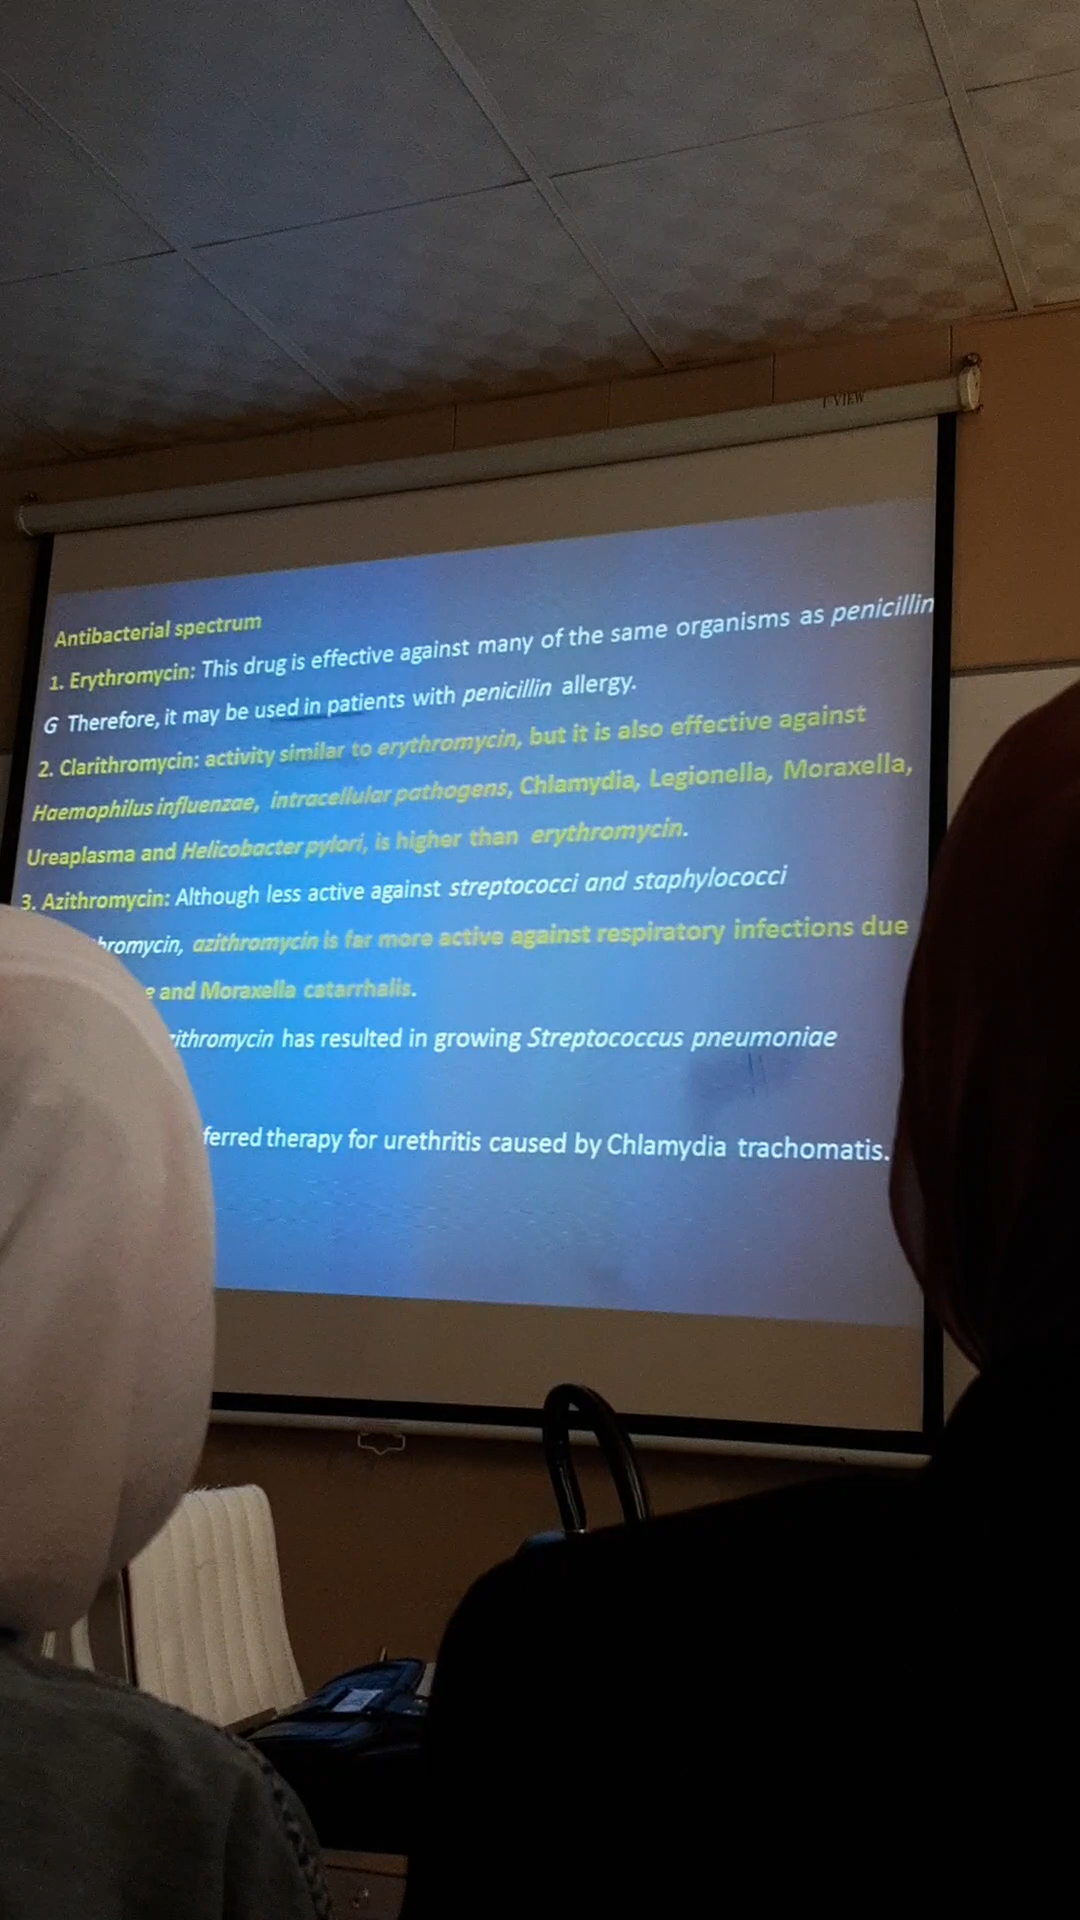 VIEW
Antibacterial spectrum
1. Erythromycin: This drug is effective against many of the same organisms as penicillin
G Therefore, it may be used in patients with penicillin allergy.
2. Clarithromycin: activity similar to erythromycin, but it is also effective against
Haemophilus influenzae, intracellular pathogens, Chlamydia, Legionella, Moraxella,
Ureaplasma and Helicobacter pylori, is higher than erythromycin.
3. Azithromycin: Although less active against streptococci and staphylococci
hromycin, azithromycin is far more active against respiratory infections due
e and Moraxella catarrhalis.
ithromycin has resulted in growing Streptococcus pneumoniae
ferred therapy for urethritis caused by Chlamydia trachomatis.